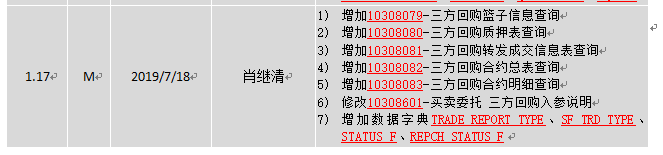 1) 增加10308079-三方回购篮子信息查询↵
2) 增加10308080-三方回购质押表查询↵
3) 增加10308081-三方回购转发成交信息表查询↵
1.17↵ M↵ 2019/7/18↵ 肖继清↵
4) 增加10308082-三方回购合约总表查询↵
5) 增加10308083-三方回购合约明细查询↵
6) 修改10308601-买卖委托 三方回购入参说明↵
7) 增加数据字典TRADE_REPORT_TYPE、SF_TRD_TYPE、
STATUS_F、REPCH_STATUS_F ↵